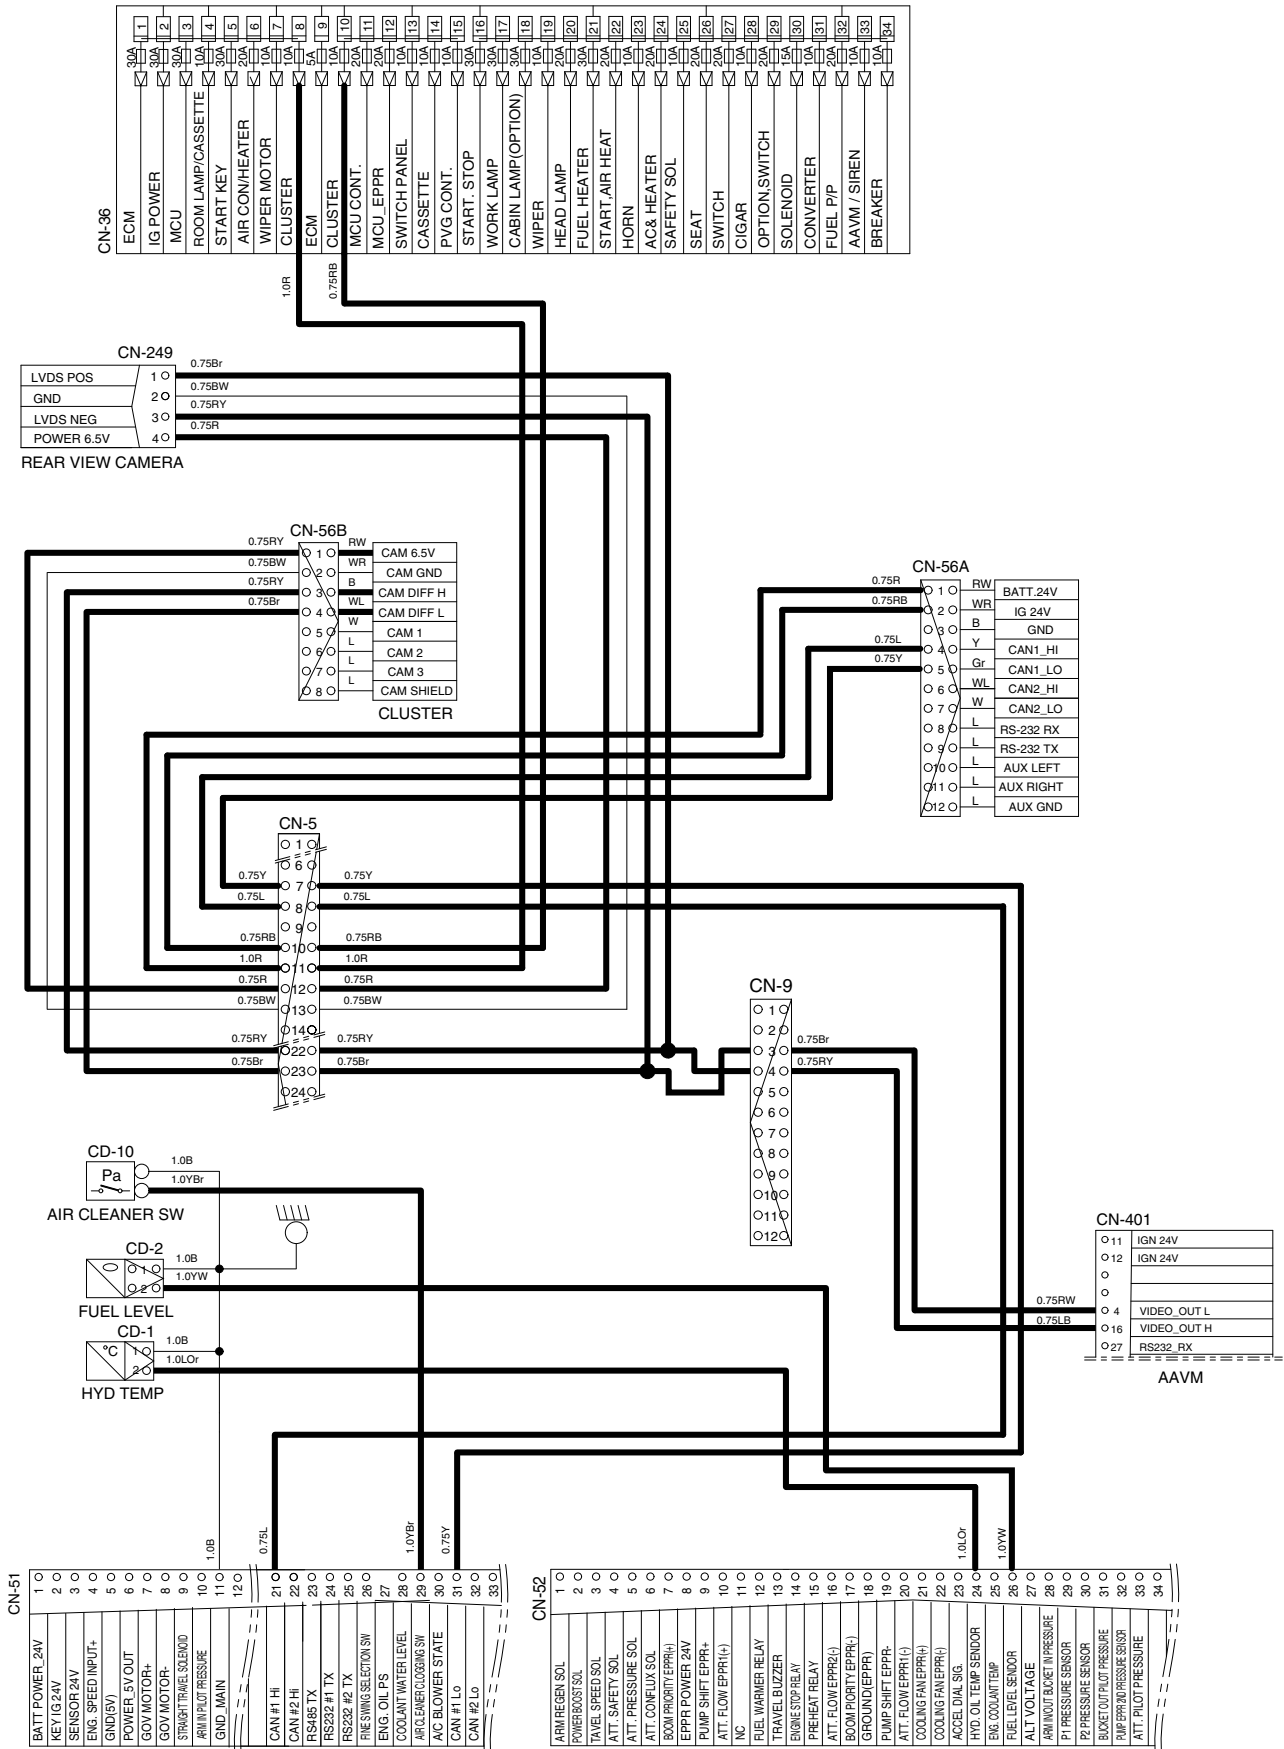 CN-36
1 2 3 4 5 6 7 8 9 10 11 12 13 14 15 16 17 18 19 20 21 22 23 24 25 26 27 28 29 30 31 32 33 34
30A 30A 30A 10A 30A 20A 10A 10A 5A 10A 20A 20A 10A 10A 10A 30A 30A 10A 10A 20A 30A 20A 10A 20A 10A 20A 10A 10A 20A 15A 10A 20A 10A 10A
ECM
IG POWER
MCU
ROOM LAMP/CASSETTE
START KEY
AIR CON/HEATER
WIPER MOTOR
CLUSTER
ECM
CLUSTER
MCU CONT.
MCU_EPPR
SWITCH PANEL
CASSETTE
PVG CONT.
START. STOP
WORK LAMP
CABIN LAMP(OPTION)
WIPER
HEAD LAMP
FUEL HEATER
START,AIR HEAT
HORN
AC& HEATER
SAFETY SOL
SEAT
SWITCH
CIGAR
OPTION,SWITCH
SOLENOID
CONVERTER
FUEL P/P
AAVM / SIREN
BREAKER
1.0R
0.75RB
CN-249
LVDS POS 1 0.75Br
GND 2 0.75BW
LVDS NEG 3 0.75RY
POWER 6.5V 4 0.75R
REAR VIEW CAMERA
CN-56B
0.75RY 1 RW CAM 6.5V
0.75BW 2 WR CAM GND
0.75RY 3 B CAM DIFF H
0.75Br 4 WL CAM DIFF L
5 W CAM 1
6 L CAM 2
7 L CAM 3
8 L CAM SHIELD
CLUSTER
CN-56A
0.75R 1 RW BATT.24V
0.75RB 2 WR IG 24V
3 B GND
0.75L 4 Y CAN1_HI
0.75Y 5 Gr CAN1_LO
6 WL CAN2_HI
7 W CAN2_LO
8 L RS-232 RX
9 L RS-232 TX
10 L AUX LEFT
11 L AUX RIGHT
12 L AUX GND
CN-5
1
6
0.75Y 7 0.75Y
0.75L 8 0.75L
9
0.75RB 10 0.75RB
1.0R 11 1.0R
0.75R 12 0.75R
0.75BW 13 0.75BW
14
0.75RY 22 0.75RY
0.75Br 23 0.75Br
24
CN-9
1
2
3 0.75Br
4 0.75RY
5
6
7
8
9
10
11
12
CD-10
Pa
1.0B
1.0YBr
AIR CLEANER SW
CD-2
1 1.0B
2 1.0YW
FUEL LEVEL
CD-1
°C
1 1.0B
2 1.0LOr
HYD TEMP
CN-401
11 IGN 24V
12 IGN 24V
0.75RW 4 VIDEO_OUT L
0.75LB 16 VIDEO_OUT H
27 RS232_RX
AAVM
1.0B
0.75L
1.0YBr
0.75Y
1.0LOr
1.0YW
CN-51
1 2 3 4 5 6 7 8 9 10 11 12 21 22 23 24 25 26 27 28 29 30 31 32 33
BATT POWER_24V
KEY IG 24V
SENSOR 24V
ENG. SPEED INPUT+
GND(5V)
POWER_5V OUT
GOV MOTOR+
GOV MOTOR-
STRAIGHT TRAVEL SOLENOID
ARM IN PILOT PRESSURE
GND_MAIN
CAN #1 Hi
CAN #2 Hi
RS485 TX
RS232 #1 TX
RS232 #2 TX
FINE SWING SELECTION SW
ENG. OIL PS
COOLANT WATER LEVEL
AIR CLEANER CLOGGING SW
A/C BLOWER STATE
CAN #1 Lo
CAN #2 Lo
CN-52
1 2 3 4 5 6 7 8 9 10 11 12 13 14 15 16 17 18 19 20 21 22 23 24 25 26 27 28 29 30 31 32 33 34
ARM REGEN SOL
POWER BOOST SOL
TAVEL SPEED SOL
ATT. SAFETY SOL
ATT. PRESSURE SOL
ATT. CONFLUX SOL
BOOM PRIORITY EPPR(+)
EPPR POWER 24V
PUMP SHIFT EPPR+
ATT. FLOW EPPR1(+)
NC
FUEL WARMER RELAY
TRAVEL BUZZER
ENGINE STOP RELAY
PREHEAT RELAY
ATT. FLOW EPPR2(-)
BOOM PRIORITY EPPR(-)
GROUND(EPPR)
PUMP SHIFT EPPR-
ATT. FLOW EPPR1(-)
COOLING FAN EPPR(+)
COOLING FAN EPPR(-)
ACCEL DIAL SIG.
HYD. OIL TEMP SENDOR
ENG. COOLANT TEMP
FUEL LEVEL SENDOR
ALT VOLTAGE
ARM IN/OUT BUCKET IN PRESSURE
P1 PRESSURE SENSOR
P2 PRESSURE SENSOR
BUCKET OUT PILOT PRESSURE
PUMP EPPR 2ND PRESSURE SENSOR
ATT. PILOT PRESSURE